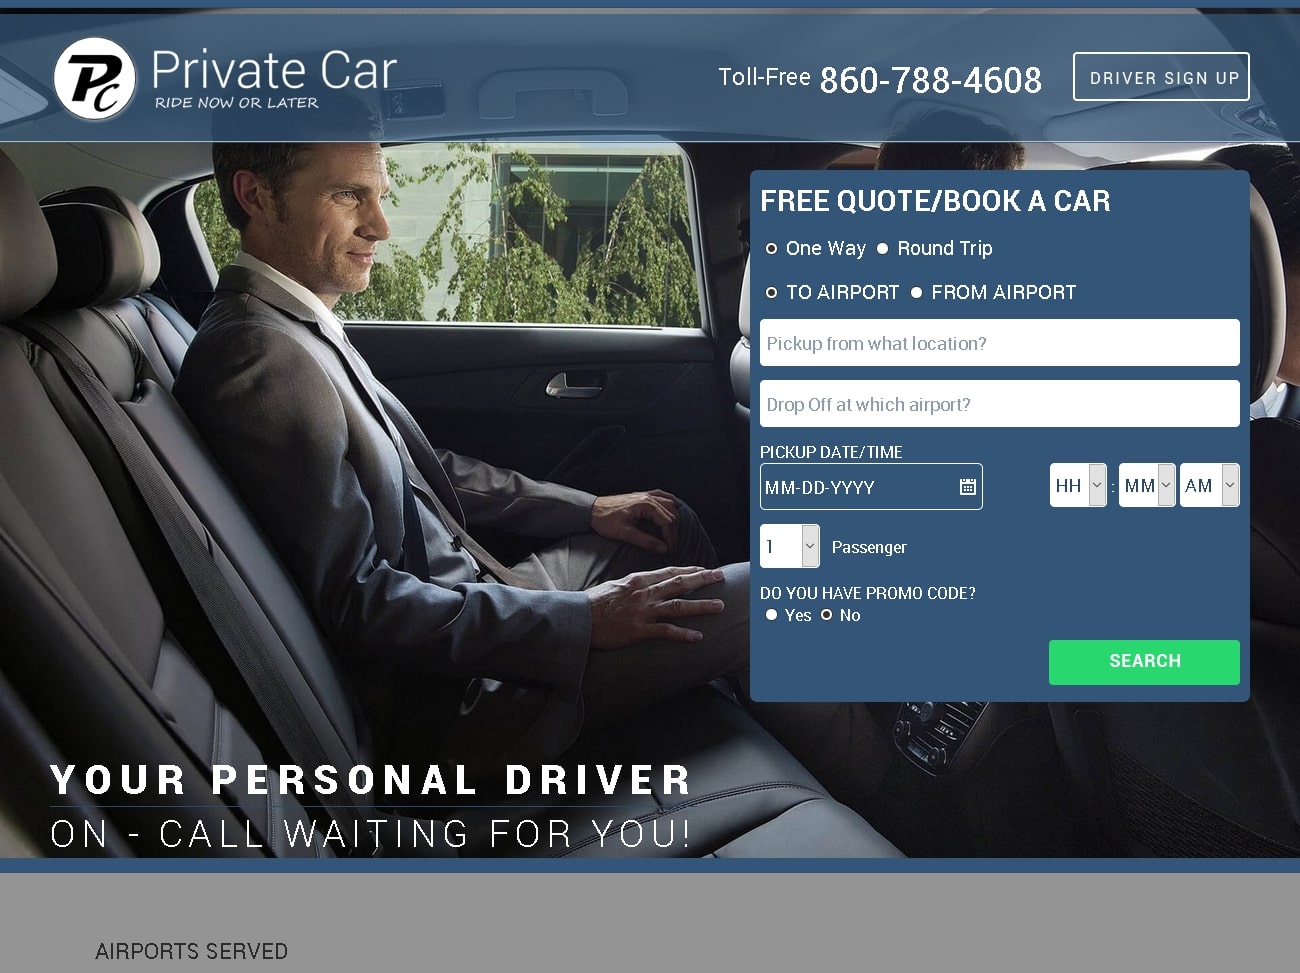 PC
Private Car
RIDE NOW OR LATER
Toll-Free 860-788-4608
DRIVER SIGN UP
FREE QUOTE/BOOK A CAR
One Way Round Trip
TO AIRPORT FROM AIRPORT
Pickup from what location?
Drop Off at which airport?
PICKUP DATE/TIME
MM-DD-YYYY HH : MM AM
1 Passenger
DO YOU HAVE PROMO CODE?
Yes No
SEARCH
YOUR PERSONAL DRIVER
ON - CALL WAITING FOR YOU!
AIRPORTS SERVED